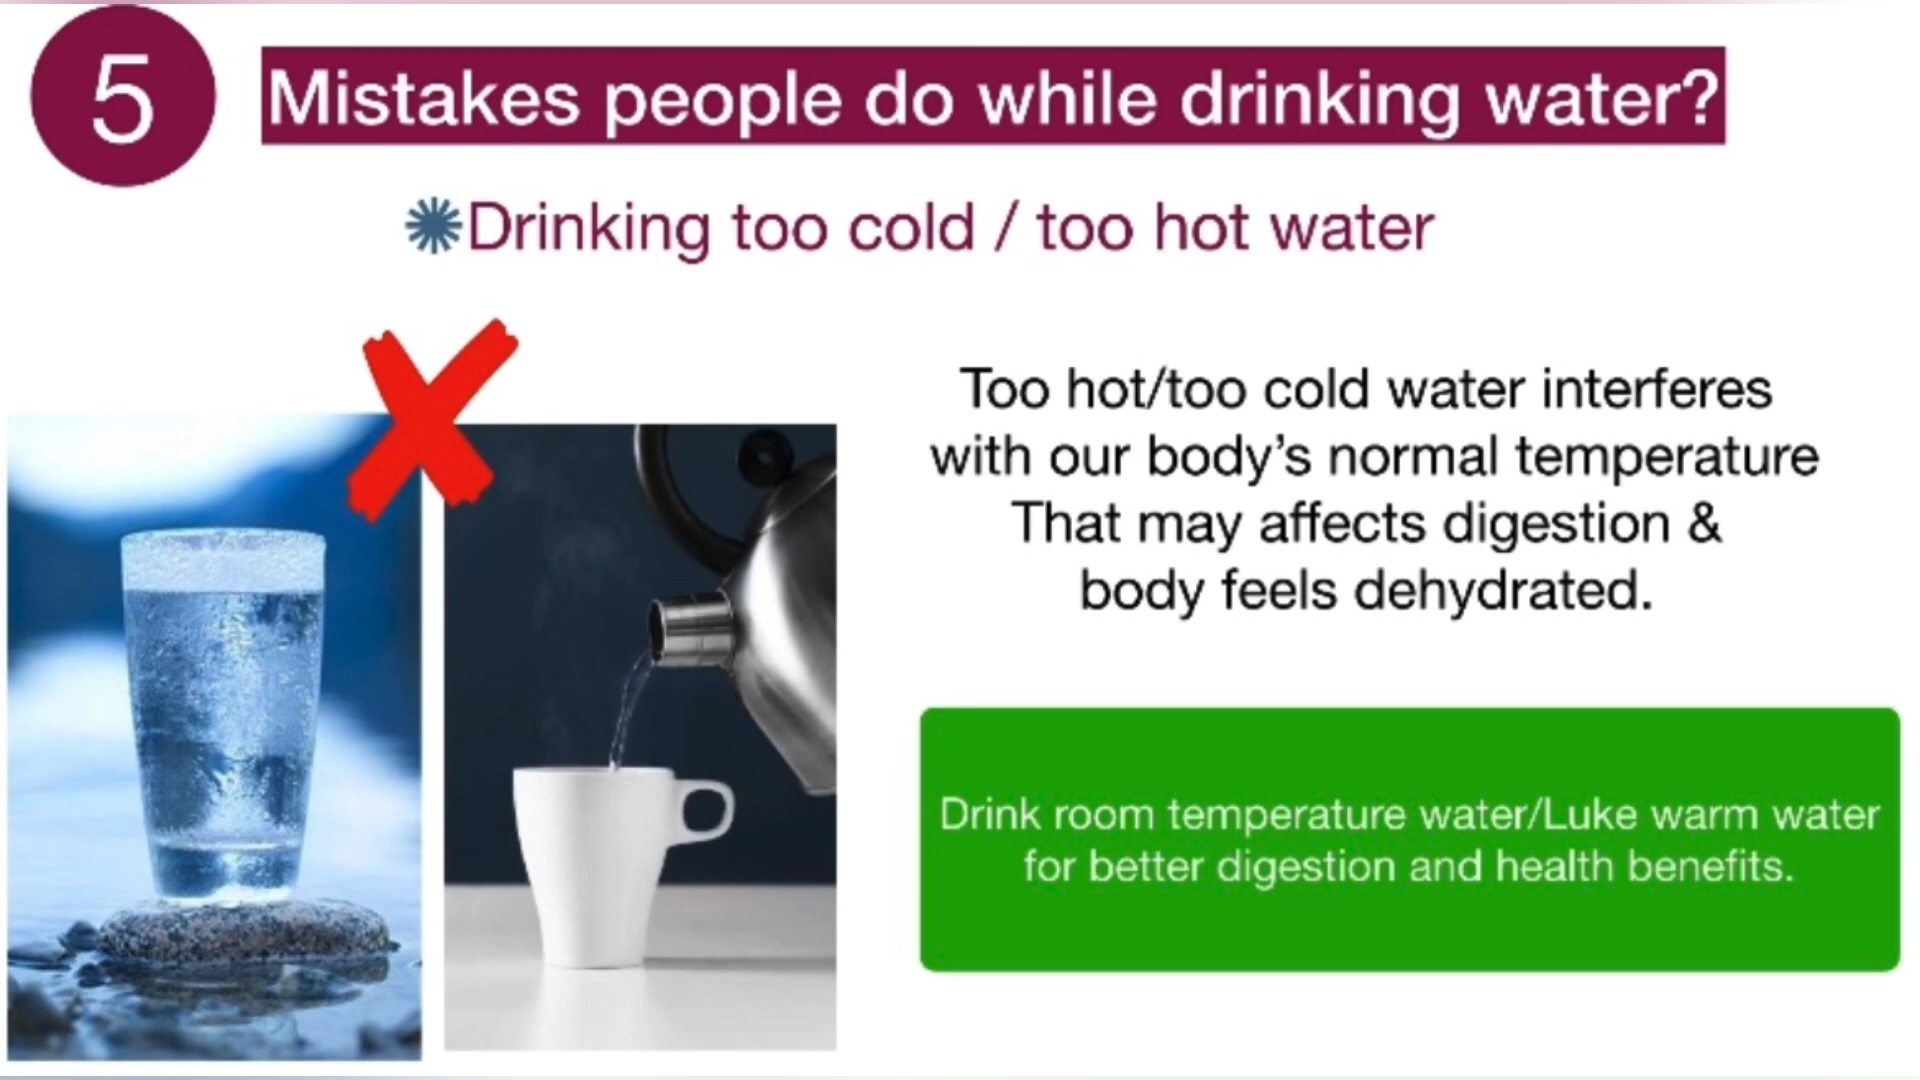 5
Mistakes people do while drinking water?
Drinking too cold / too hot water
Too hot/too cold water interferes
with our body’s normal temperature
That may affects digestion &
body feels dehydrated.
Drink room temperature water/Luke warm water
for better digestion and health benefits.